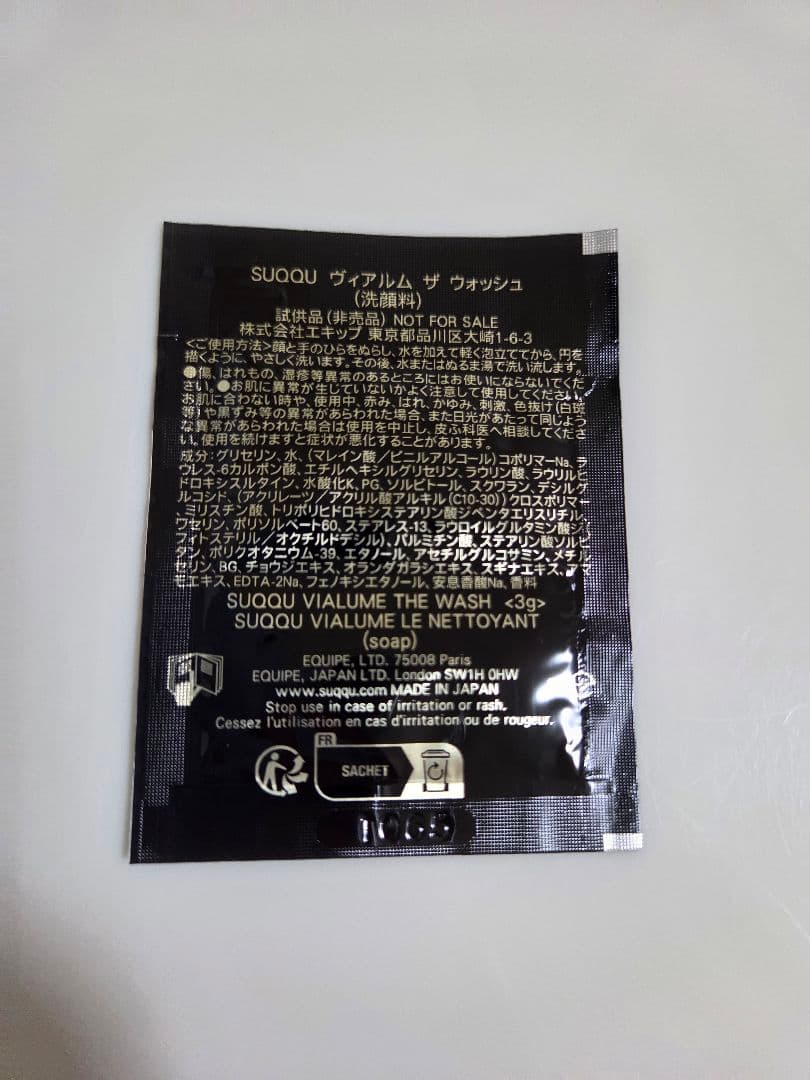 SUQQU ヴィアルム ザ ウォッシュ
(洗顔料)
試供品(非売品) NOT FOR SALE
株式会社エキップ 東京都品川区大崎1-6-3
<ご使用方法>顔と手のひらをぬらし、水を加えて軽く泡立ててから、円を
描くように、やさしく洗います。その後、水またはぬるま湯で洗い流します。
●傷、はれもの、湿疹等異常のあるところにはお使いにならないでくだ
さい。●お肌に異常が生じていないかよく注意して使用してください。
お肌に合わない時や、使用中、赤み、はれ、かゆみ、刺激、色抜け(白斑
等)や黒ずみ等の異常があらわれた場合、また日光があたって同じよう
な異常があらわれた場合は使用を中止し、皮ふ科医へ相談してくださ
い。使用を続けますと症状が悪化することがあります。
成分:グリセリン、水、(マレイン酸/ビニルアルコール)コポリマーNa、ラ
ウレス-6カルボン酸、エチルヘキシルグリセリン、ラウリン酸、ラウリルヒ
ドロキシスルタイン、水酸化K、PG、ソルビトール、スクワラン、デシルグ
ルコシド、(アクリレーツ/アクリル酸アルキル(C10-30))クロスポリマー
、ミリスチン酸、トリポリヒドロキシステアリン酸ジペンタエリスリチル、
ワセリン、ポリソルベート60、ステアレス-13、ラウロイルグルタミン酸ジ(
フィトステリル/オクチルドデシル)、パルミチン酸、ステアリン酸ソルビ
タン、ポリクオタニウム-39、エタノール、アセチルグルコサミン、メチル
セリン、BG、チョウジエキス、オランダガラシエキス、スギナエキス、アマ
モエキス、EDTA-2Na、フェノキシエタノール、安息香酸Na、香料
SUQQU VIALUME THE WASH <3g>
SUQQU VIALUME LE NETTOYANT
(soap)
EQUIPE, LTD. 75008 Paris
EQUIPE, JAPAN LTD. London SW1H 0HW
www.suqqu.com MADE IN JAPAN
Stop use in case of irritation or rash.
Cessez l'utilisation en cas d'irritation ou de rougeur.
FR
SACHET